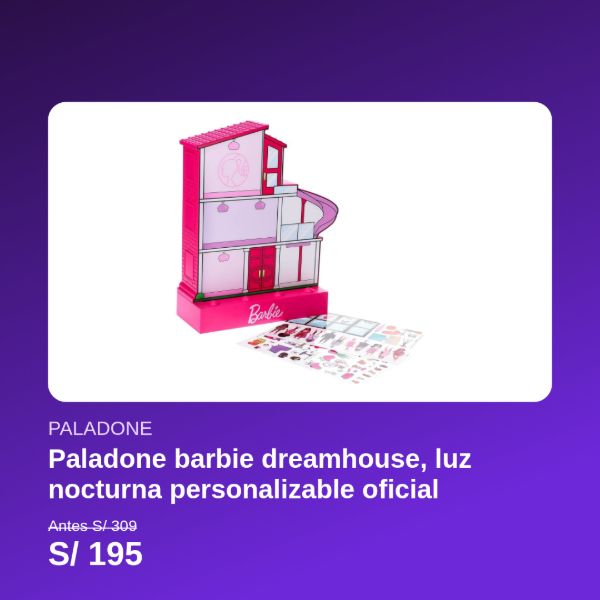 Barbie
PALADONE
Paladone barbie dreamhouse, luz
nocturna personalizable oficial
Antes S/ 309
S/ 195